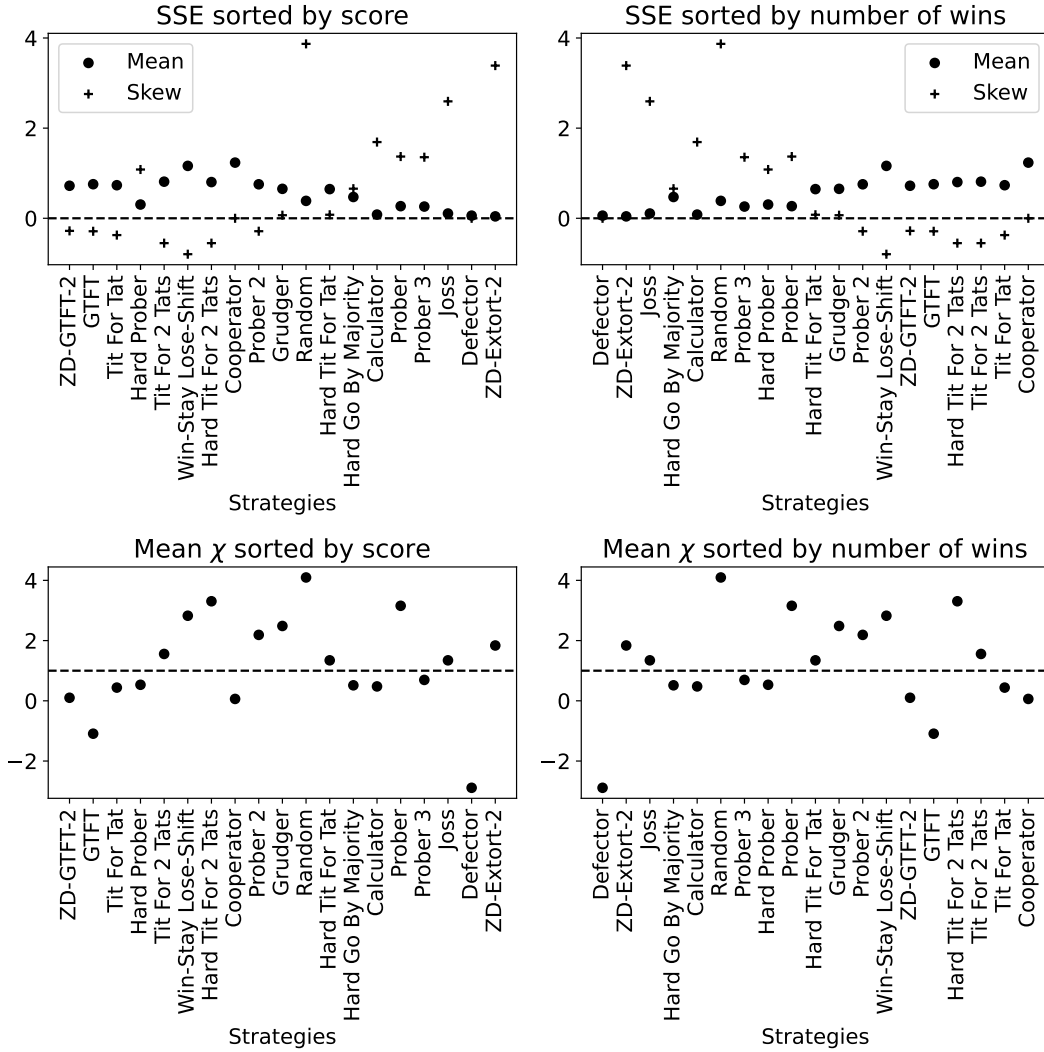 SSE sorted by score
4
2
0
Mean
Skew
ZD-GTFT-2
GTFT
Tit For Tat
Hard Prober
Tit For 2 Tats
Win-Stay Lose-Shift
Hard Tit For 2 Tats
Cooperator
Prober 2
Grudger
Random
Hard Tit For Tat
Hard Go By Majority
Calculator
Prober
Prober 3
Joss
Defector
ZD-Extort-2
Strategies
SSE sorted by number of wins
4
2
0
Mean
Skew
Defector
ZD-Extort-2
Joss
Hard Go By Majority
Calculator
Random
Prober 3
Hard Prober
Prober
Hard Tit For Tat
Grudger
Prober 2
Win-Stay Lose-Shift
ZD-GTFT-2
GTFT
Hard Tit For 2 Tats
Tit For 2 Tats
Tit For Tat
Cooperator
Strategies
Mean χ sorted by score
4
2
0
−2
ZD-GTFT-2
GTFT
Tit For Tat
Hard Prober
Tit For 2 Tats
Win-Stay Lose-Shift
Hard Tit For 2 Tats
Cooperator
Prober 2
Grudger
Random
Hard Tit For Tat
Hard Go By Majority
Calculator
Prober
Prober 3
Joss
Defector
ZD-Extort-2
Strategies
Mean χ sorted by number of wins
4
2
0
−2
Defector
ZD-Extort-2
Joss
Hard Go By Majority
Calculator
Random
Prober 3
Hard Prober
Prober
Hard Tit For Tat
Grudger
Prober 2
Win-Stay Lose-Shift
ZD-GTFT-2
GTFT
Hard Tit For 2 Tats
Tit For 2 Tats
Tit For Tat
Cooperator
Strategies